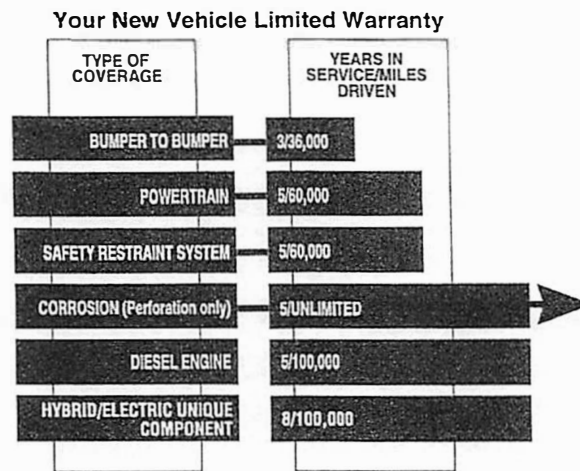 Your New Vehicle Limited Warranty
TYPE OF
COVERAGE
YEARS IN
SERVICE/MILES
DRIVEN
BUMPER TO BUMPER
3/36,000
POWERTRAIN
5/60,000
SAFETY RESTRAINT SYSTEM
5/60,000
CORROSION (Perforation only)
5/UNLIMITED
DIESEL ENGINE
5/100,000
HYBRID/ELECTRIC UNIQUE
COMPONENT
8/100,000